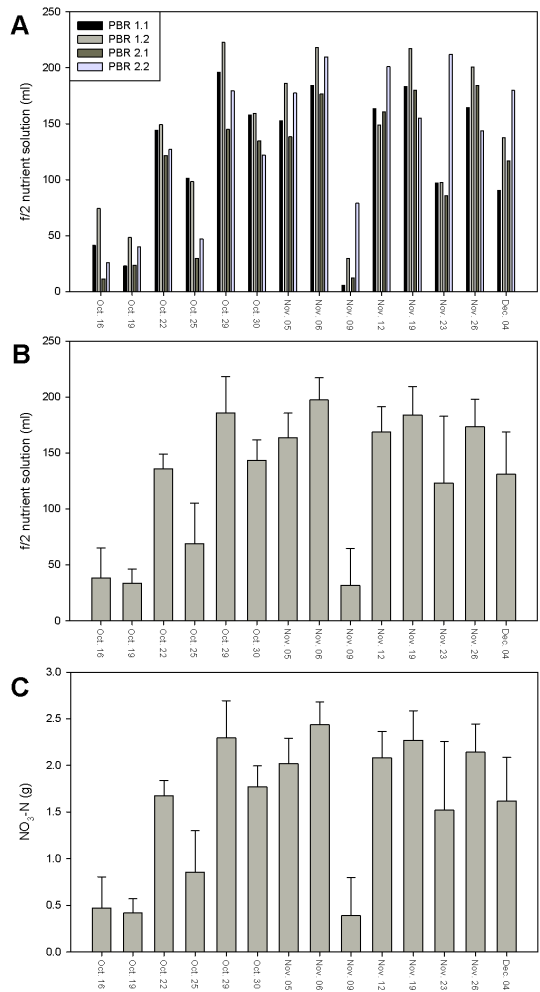 A
PBR 1.1
PBR 1.2
PBR 2.1
PBR 2.2
f/2 nutrient solution (ml)
250
200
150
100
50
0
Oct. 16
Oct. 19
Oct. 22
Oct. 25
Oct. 29
Oct. 30
Nov. 05
Nov. 06
Nov. 09
Nov. 12
Nov. 19
Nov. 23
Nov. 26
Dec. 04
B
f/2 nutrient solution (ml)
250
200
150
100
50
0
Oct. 16
Oct. 19
Oct. 22
Oct. 25
Oct. 29
Oct. 30
Nov. 05
Nov. 06
Nov. 09
Nov. 12
Nov. 19
Nov. 23
Nov. 26
Dec. 04
C
NO3-N (g)
3.0
2.5
2.0
1.5
1.0
0.5
0.0
Oct. 16
Oct. 19
Oct. 22
Oct. 25
Oct. 29
Oct. 30
Nov. 05
Nov. 06
Nov. 09
Nov. 12
Nov. 19
Nov. 23
Nov. 26
Dec. 04